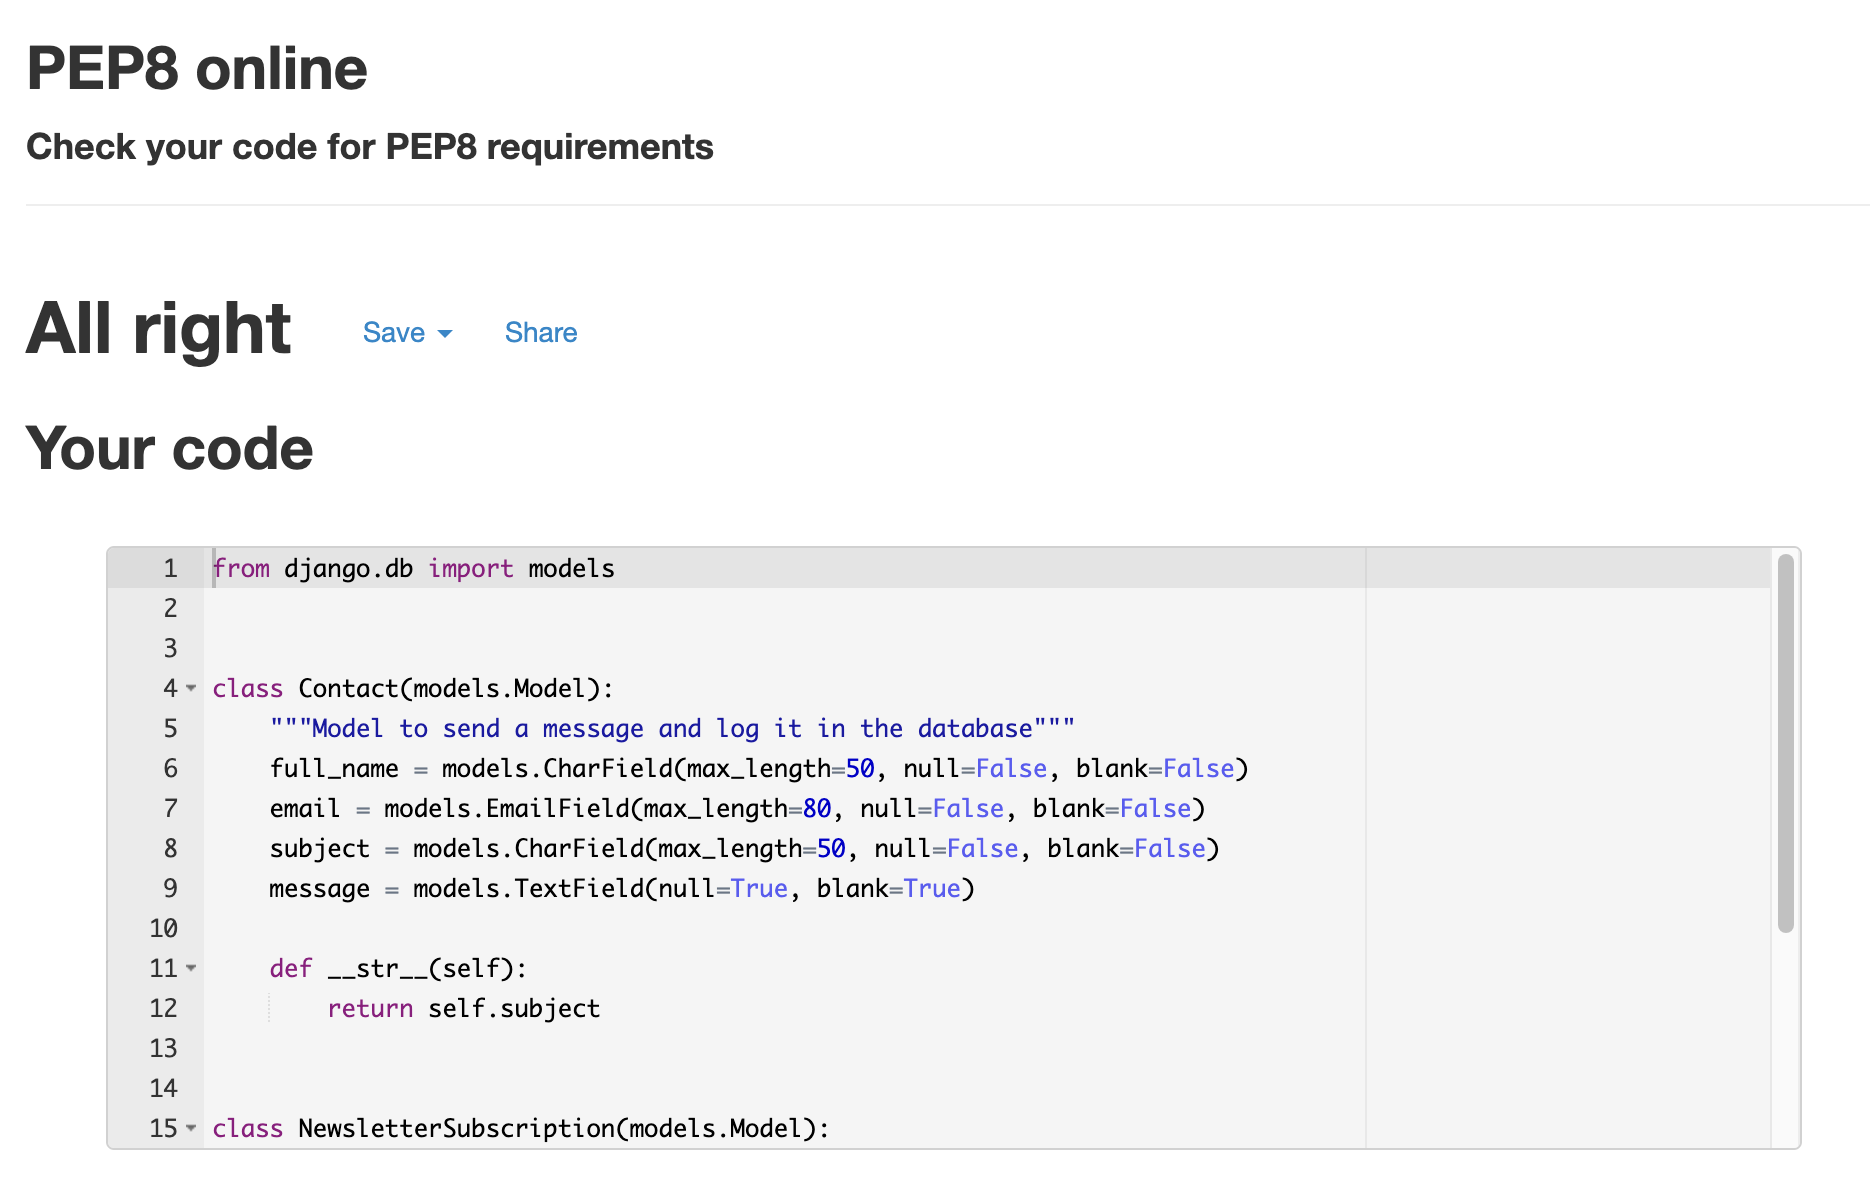 PEP8 online
Check your code for PEP8 requirements
All right Save Share
Your code
1 from django.db import models
2
3
4 class Contact(models.Model):
5     """Model to send a message and log it in the database"""
6     full_name = models.CharField(max_length=50, null=False, blank=False)
7     email = models.EmailField(max_length=80, null=False, blank=False)
8     subject = models.CharField(max_length=50, null=False, blank=False)
9     message = models.TextField(null=True, blank=True)
10
11     def __str__(self):
12         return self.subject
13
14
15 class NewsletterSubscription(models.Model):